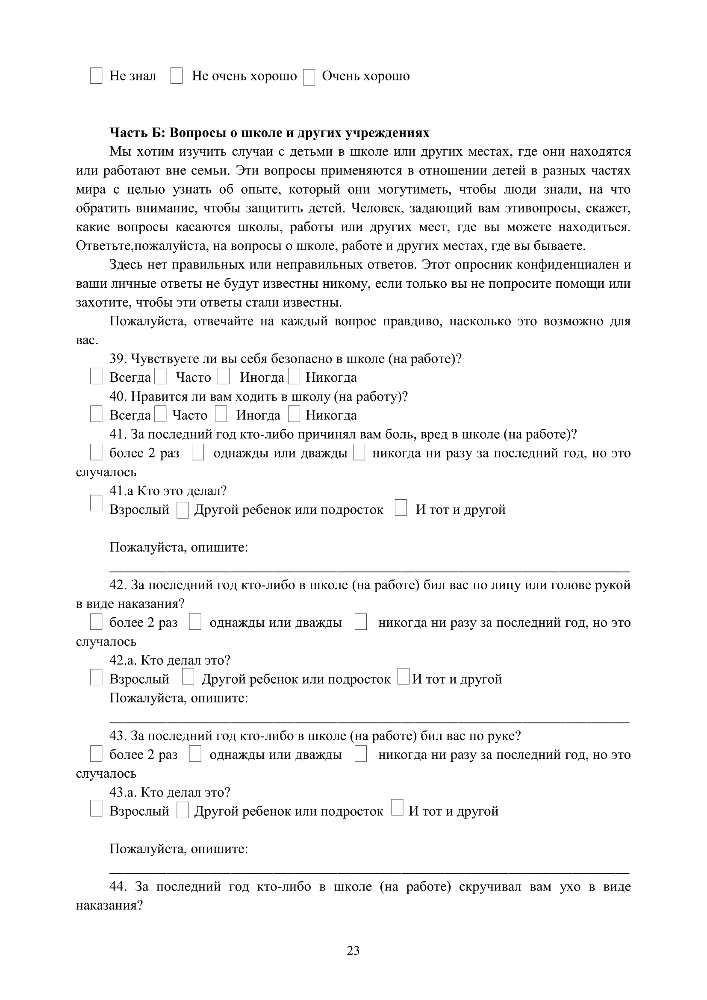 Не знал Не очень хорошо Очень хорошо
Часть Б: Вопросы о школе и других учреждениях
Мы хотим изучить случаи с детьми в школе или других местах, где они находятся
или работают вне семьи. Эти вопросы применяются в отношении детей в разных частях
мира с целью узнать об опыте, который они могутиметь, чтобы люди знали, на что
обратить внимание, чтобы защитить детей. Человек, задающий вам этивопросы, скажет,
какие вопросы касаются школы, работы или других мест, где вы можете находиться.
Ответьте,пожалуйста, на вопросы о школе, работе и других местах, где вы бываете.
Здесь нет правильных или неправильных ответов. Этот опросник конфиденциален и
ваши личные ответы не будут известны никому, если только вы не попросите помощи или
захотите, чтобы эти ответы стали известны.
Пожалуйста, отвечайте на каждый вопрос правдиво, насколько это возможно для
вас.
39. Чувствуете ли вы себя безопасно в школе (на работе)?
Всегда Часто Иногда Никогда
40. Нравится ли вам ходить в школу (на работу)?
Всегда Часто Иногда Никогда
41. За последний год кто-либо причинял вам боль, вред в школе (на работе)?
более 2 раз однажды или дважды никогда ни разу за последний год, но это
случалось
41.а Кто это делал?
Взрослый Другой ребенок или подросток И тот и другой
Пожалуйста, опишите:
_________________________________________________________________________
42. За последний год кто-либо в школе (на работе) бил вас по лицу или голове рукой
в виде наказания?
более 2 раз однажды или дважды никогда ни разу за последний год, но это
случалось
42.а. Кто делал это?
Взрослый Другой ребенок или подросток И тот и другой
Пожалуйста, опишите:
_________________________________________________________________________
43. За последний год кто-либо в школе (на работе) бил вас по руке?
более 2 раз однажды или дважды никогда ни разу за последний год, но это
случалось
43.а. Кто делал это?
Взрослый Другой ребенок или подросток И тот и другой
Пожалуйста, опишите:
_________________________________________________________________________
44. За последний год кто-либо в школе (на работе) скручивал вам ухо в виде
наказания?
23